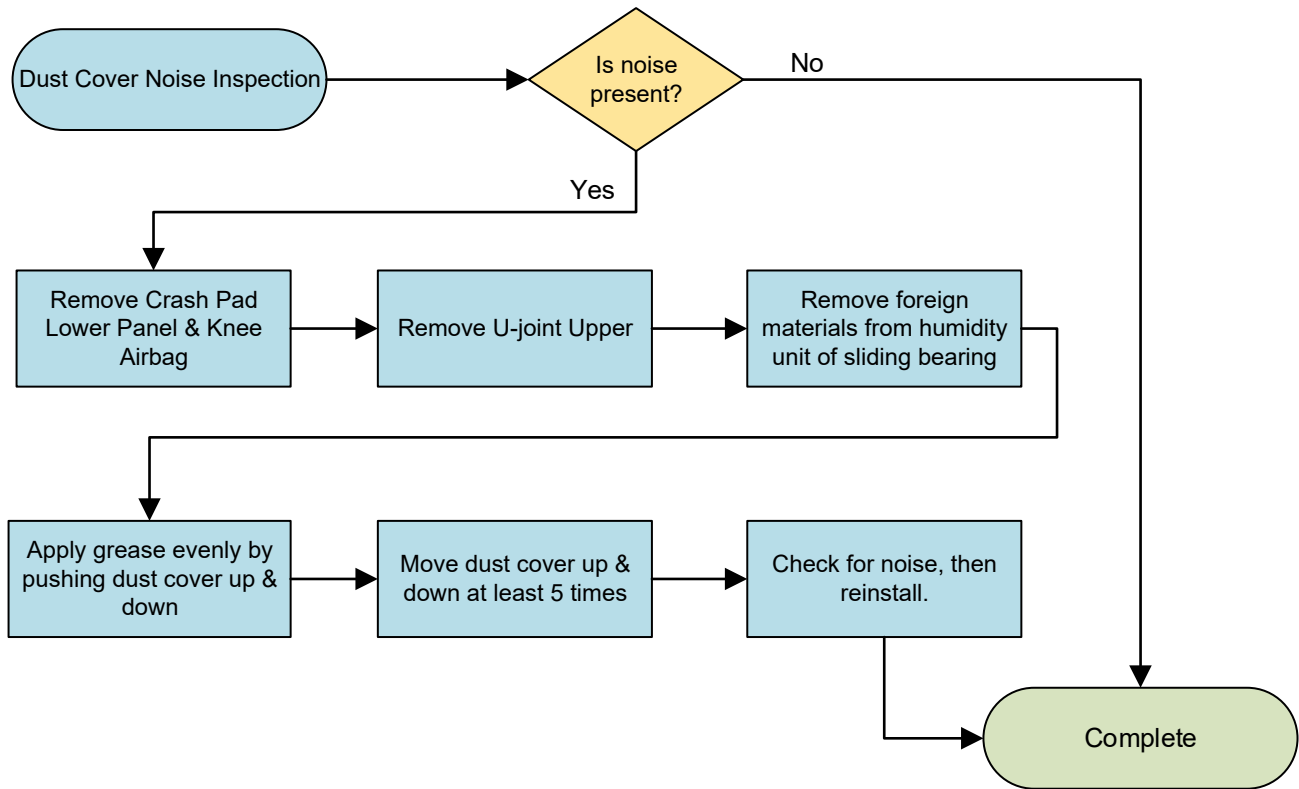 Dust Cover Noise Inspection
Is noise
present?
No
Yes
Remove Crash Pad
Lower Panel & Knee
Airbag
Remove U-joint Upper
Remove foreign
materials from humidity
unit of sliding bearing
Apply grease evenly by
pushing dust cover up &
down
Move dust cover up &
down at least 5 times
Check for noise, then
reinstall.
Complete